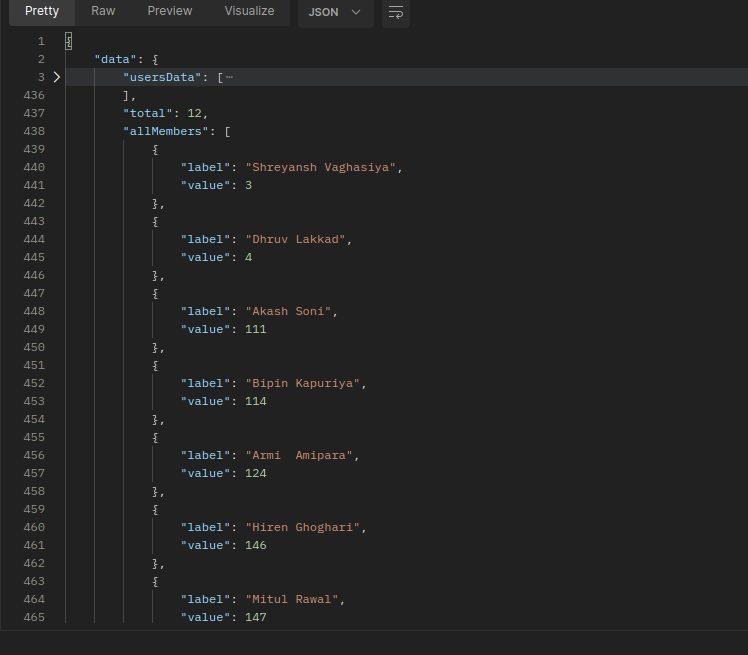 Pretty Raw Preview Visualize JSON
1 {
2 "data": {
3 "usersData": [⋯
436 ],
437 "total": 12,
438 "allMembers": [
439 {
440 "label": "Shreyansh Vaghasiya",
441 "value": 3
442 },
443 {
444 "label": "Dhruv Lakkad",
445 "value": 4
446 },
447 {
448 "label": "Akash Soni",
449 "value": 111
450 },
451 {
452 "label": "Bipin Kapuriya",
453 "value": 114
454 },
455 {
456 "label": "Armi  Amipara",
457 "value": 124
458 },
459 {
460 "label": "Hiren Ghoghari",
461 "value": 146
462 },
463 {
464 "label": "Mitul Rawal",
465 "value": 147